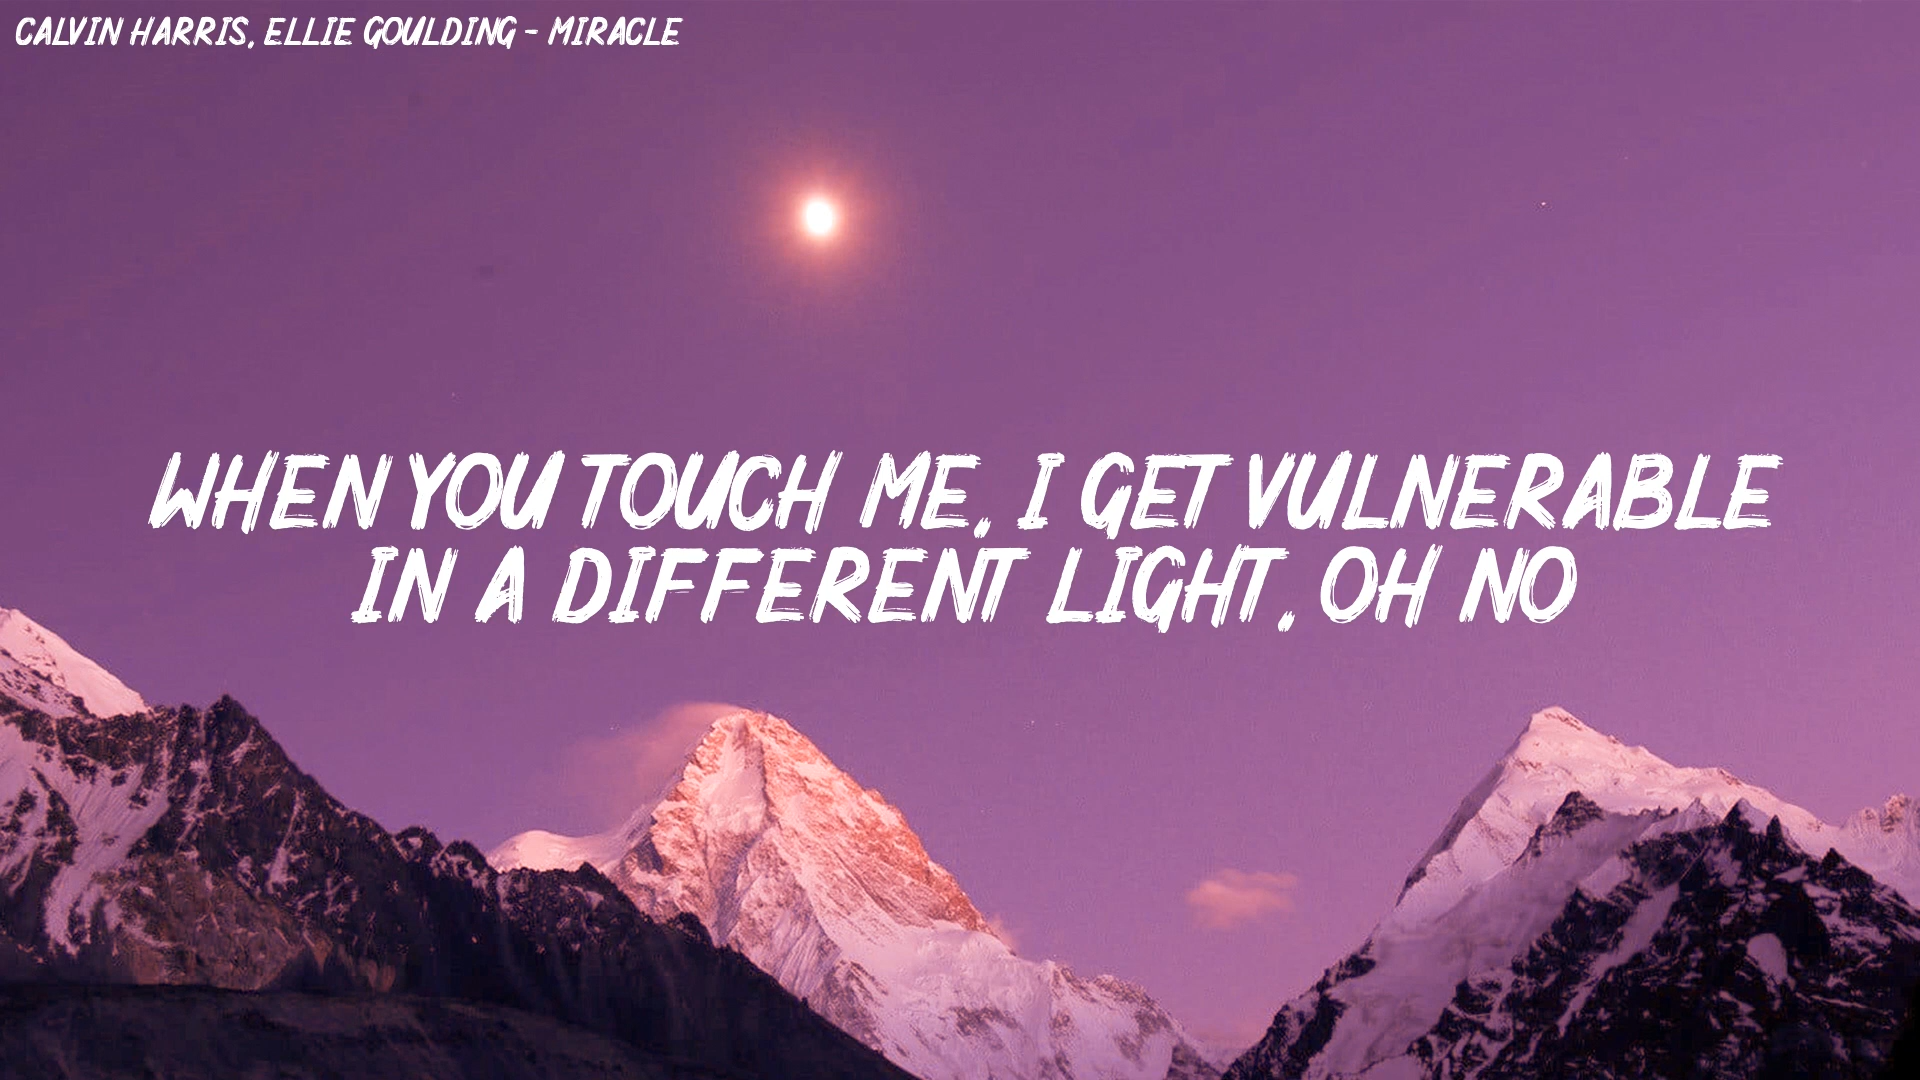 CALVIN HARRIS, ELLIE GOULDING - MIRACLE
WHEN YOU TOUCH ME, I GET VULNERABLE
IN A DIFFERENT LIGHT, OH NO